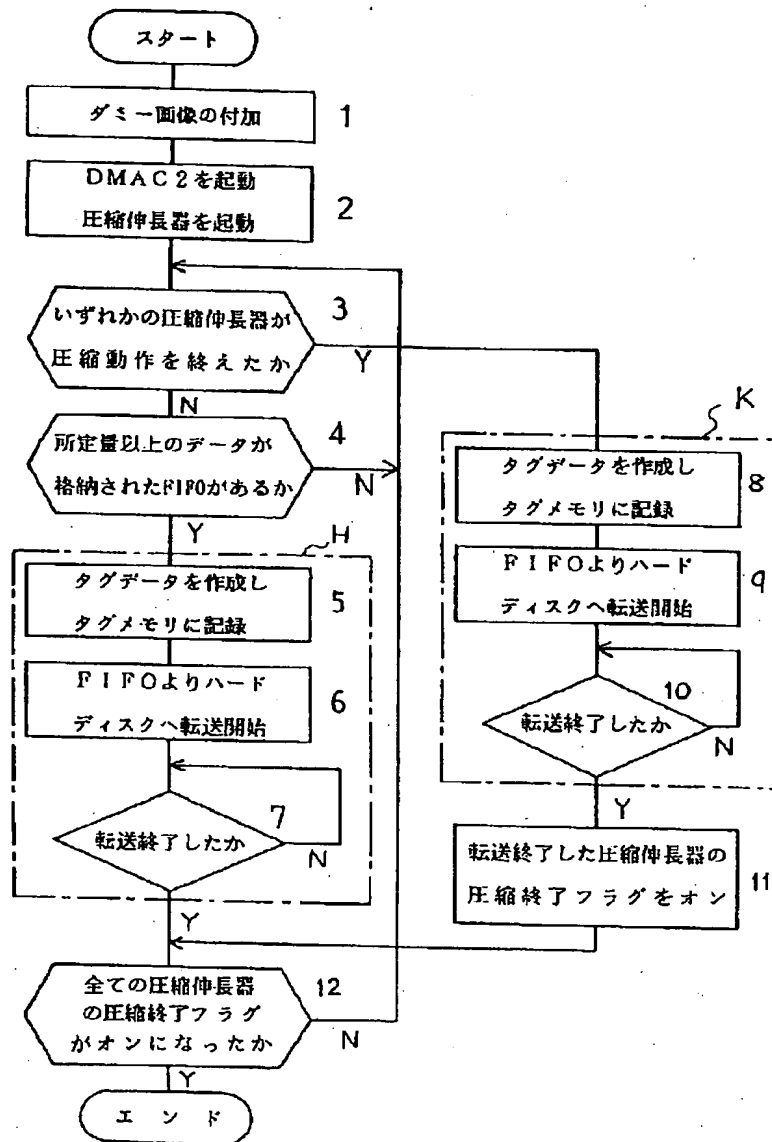 スタート
ダミー画像の付加
1
DMAC2を起動
圧縮伸長器を起動
2
いずれかの圧縮伸長器が
圧縮動作を終えたか
3
Y
N
所定量以上のデータが
格納されたFIFOがあるか
4
N
Y
H
タグデータを作成し
タグメモリに記録
5
FIFOよりハード
ディスクへ転送開始
6
転送終了したか
7
N
Y
K
タグデータを作成し
タグメモリに記録
8
FIFOよりハード
ディスクへ転送開始
9
転送終了したか
10
N
Y
転送終了した圧縮伸長器の
圧縮終了フラグをオン
11
全ての圧縮伸長器
の圧縮終了フラグ
がオンになったか
12
N
Y
エンド